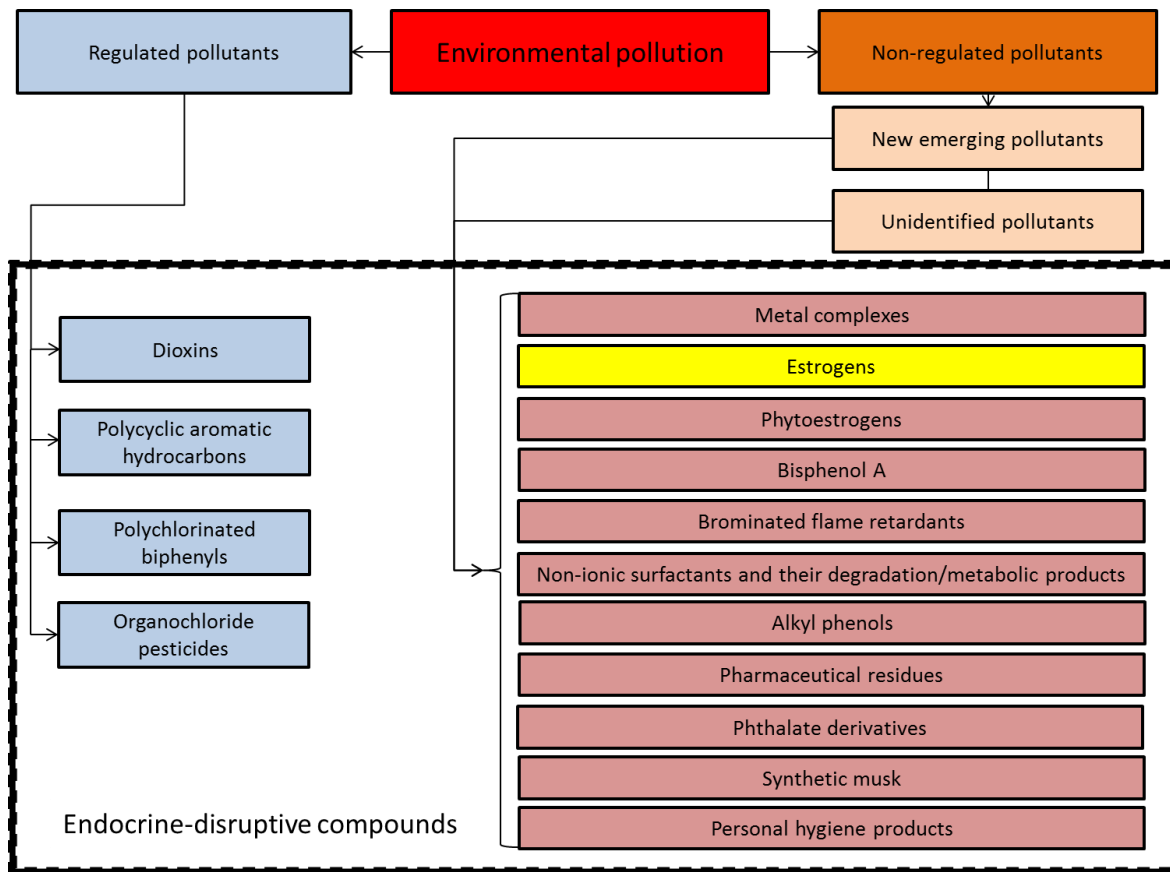 Regulated pollutants
Environmental pollution
Non-regulated pollutants
New emerging pollutants
Unidentified pollutants
Dioxins
Polycyclic aromatic
hydrocarbons
Polychlorinated
biphenyls
Organochloride
pesticides
Metal complexes
Estrogens
Phytoestrogens
Bisphenol A
Brominated flame retardants
Non-ionic surfactants and their degradation/metabolic products
Alkyl phenols
Pharmaceutical residues
Phthalate derivatives
Synthetic musk
Personal hygiene products
Endocrine-disruptive compounds